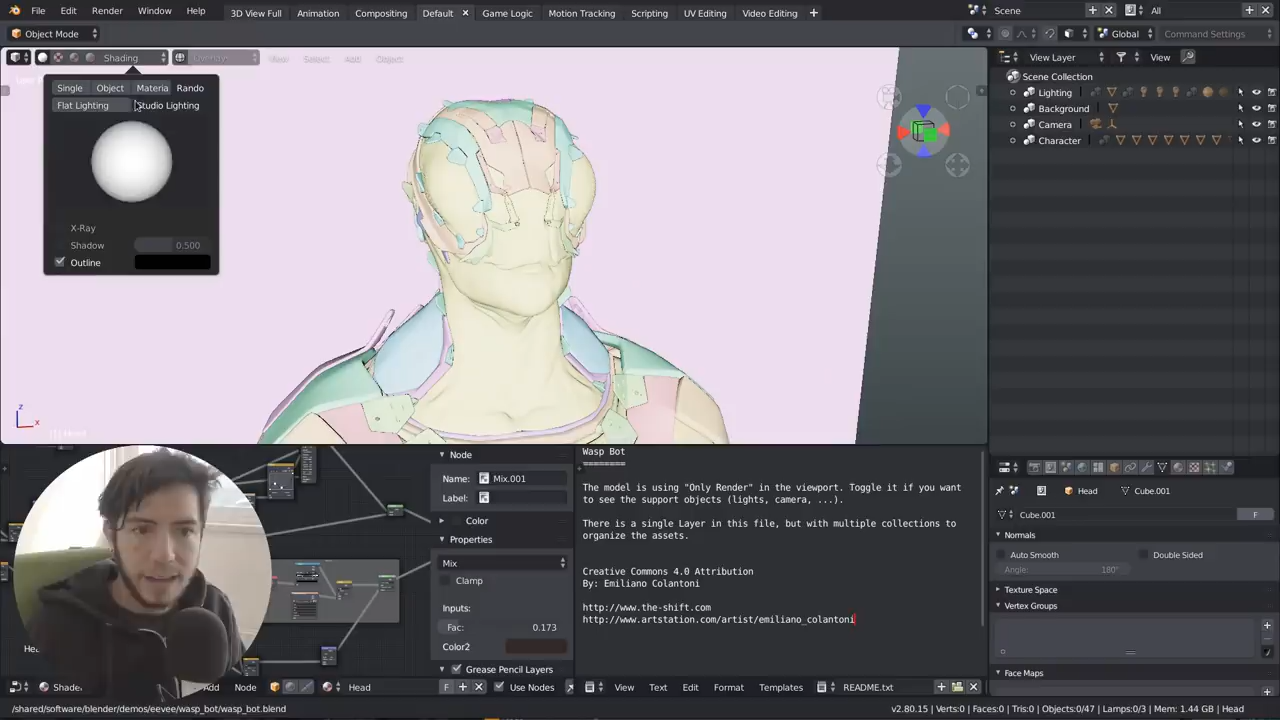 File Edit Render Window Help 3D View Full Animation Compositing Default Game Logic Motion Tracking Scripting UV Editing Video Editing Scene All
Object Mode Global Command Settings
Shading Overlays View Select Add Object View Layer View
Scene Collection
Single Object Materia Rando
Lighting
Flat Lighting Studio Lighting
Background
Camera
Character
X-Ray
Shadow 0.500
Outline
z
x
Node
Name: Mix.001
Label:
Color
Properties
Mix
Clamp
Inputs:
Fac: 0.173
Color2
Grease Pencil Layers
Wasp Bot
========
The model is using "Only Render" in the viewport. Toggle it if you want
to see the support objects (lights, camera, ...).
There is a single Layer in this file, but with multiple collections to
organize the assets.
Creative Commons 4.0 Attribution
By: Emiliano Colantoni
http://www.the-shift.com
http://www.artstation.com/artist/emiliano_colantoni
Head Cube.001
Cube.001 F
Normals
Auto Smooth Double Sided
Angle: 180°
Texture Space
Vertex Groups
Face Maps
Hea
Shade Add Node Head F Use Nodes View Text Edit Format Templates README.txt
/shared/software/blender/demos/eevee/wasp_bot/wasp_bot.blend v2.80.15 | Verts:0 | Faces:0 | Tris:0 | Objects:0/47 | Lamps:0/3 | Mem: 1.44 GB | Head